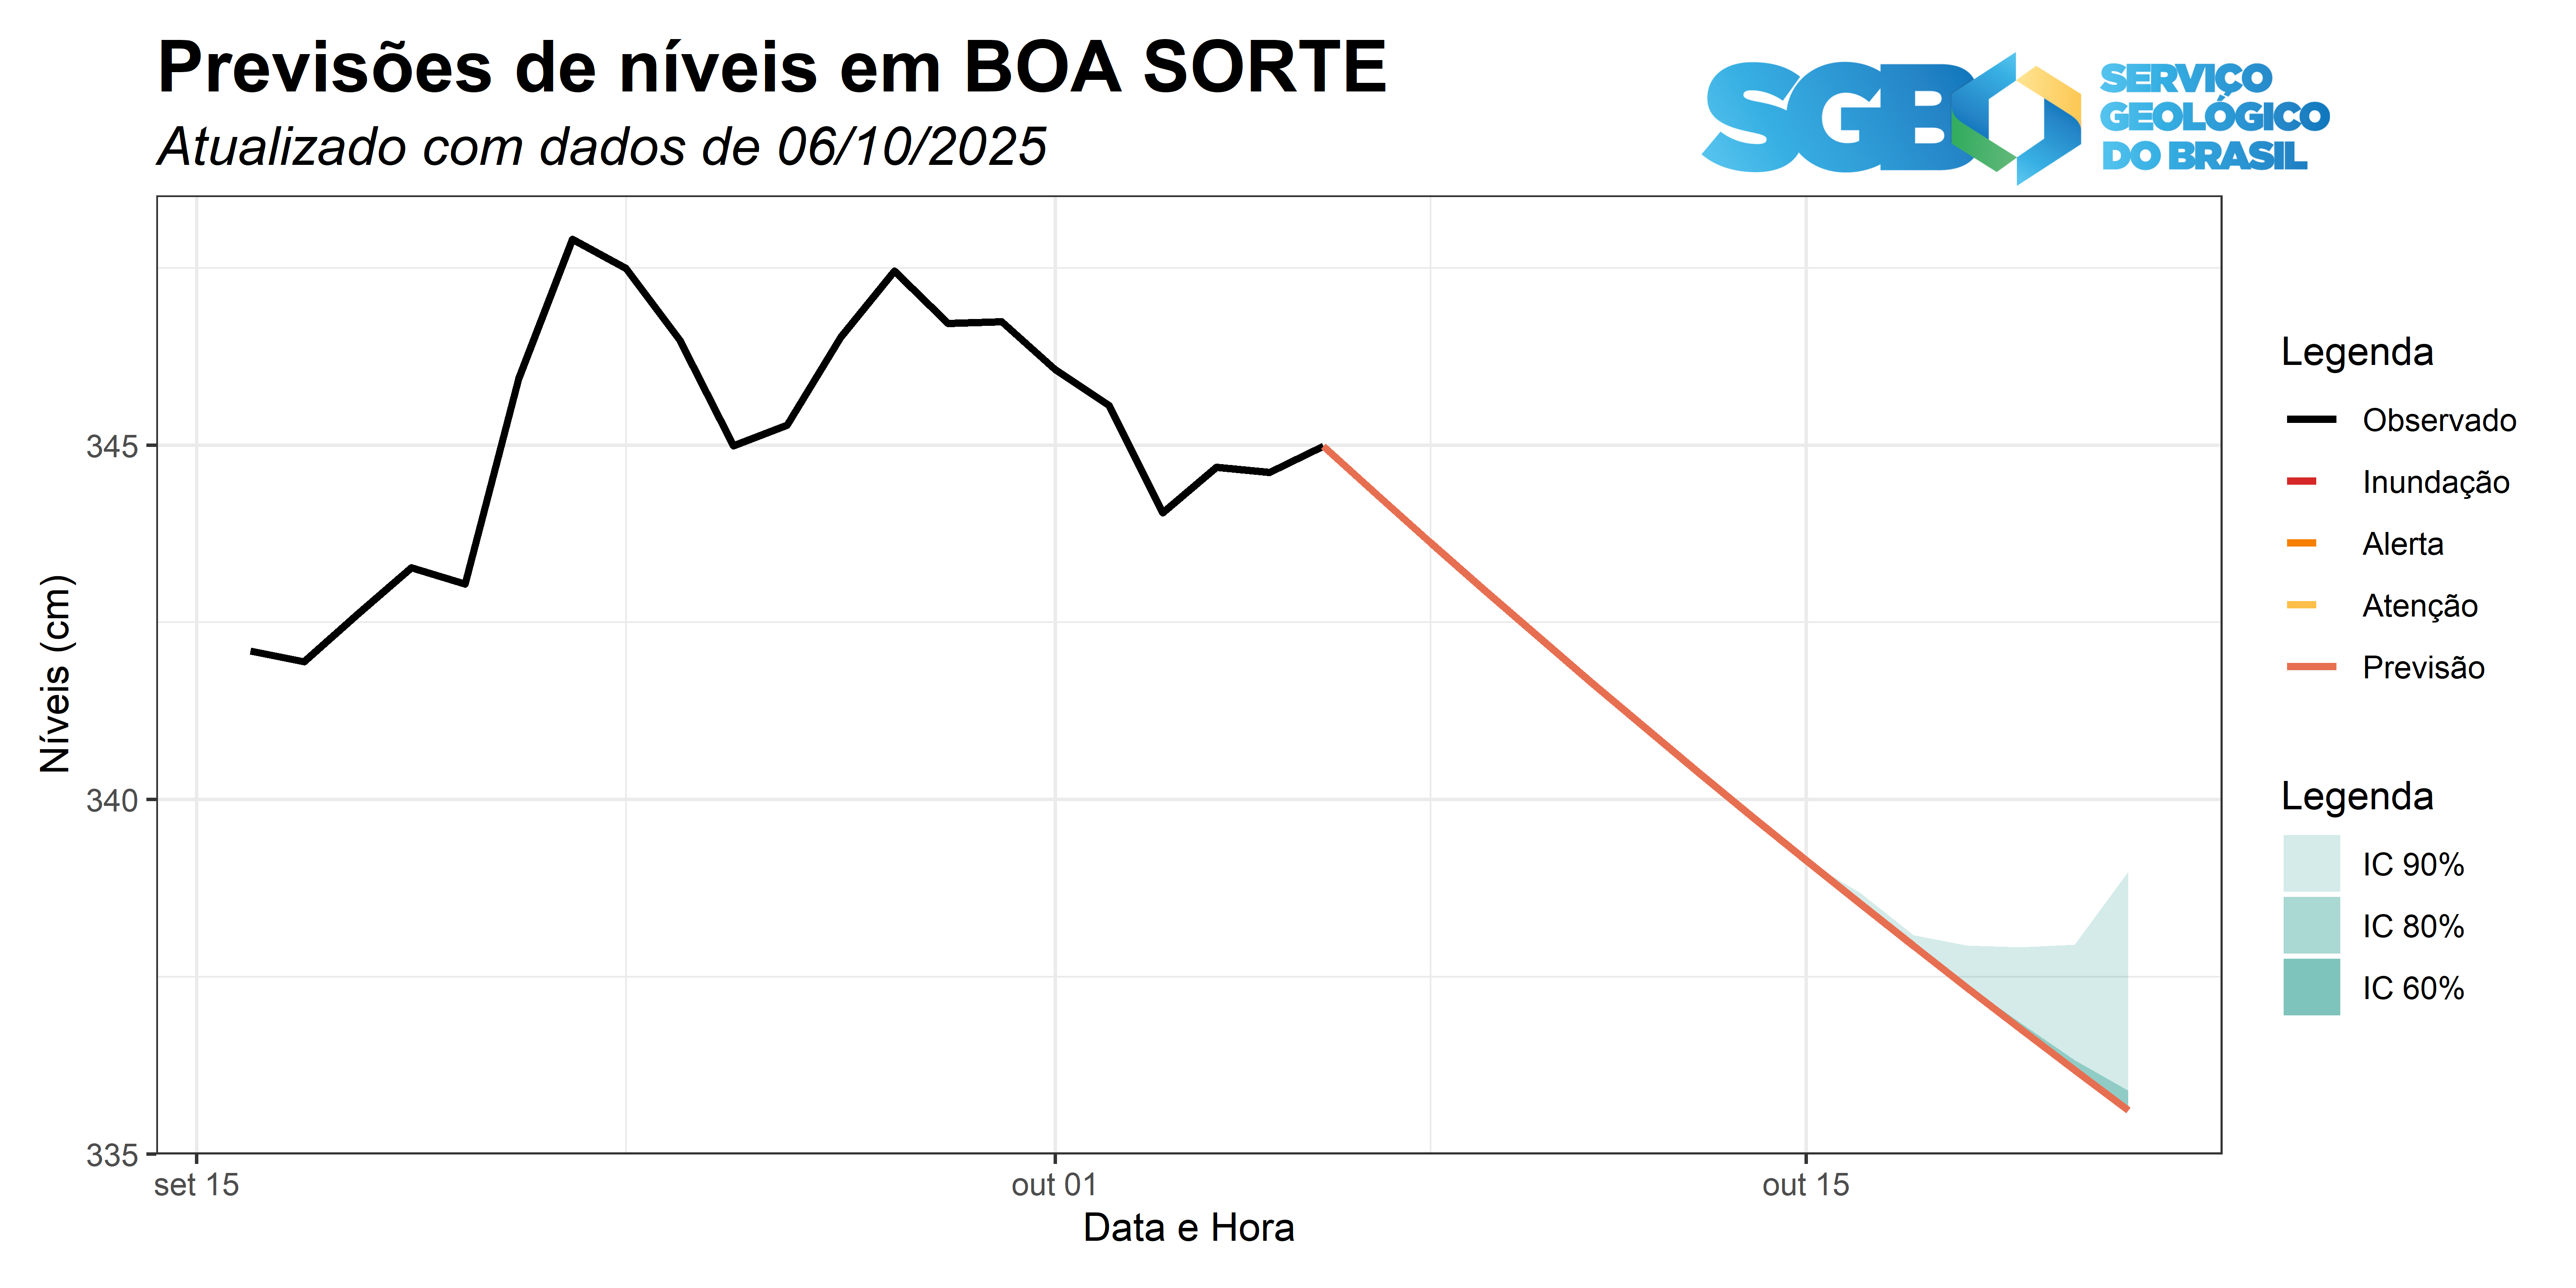 Previsões de níveis em BOA SORTE
Atualizado com dados de 06/10/2025
SGB
SERVIÇO
GEOLÓGICO
DO BRASIL
Níveis (cm)
345
340
335
set 15
out 01
out 15
Data e Hora
Legenda
Observado
Inundação
Alerta
Atenção
Previsão
Legenda
IC 90%
IC 80%
IC 60%